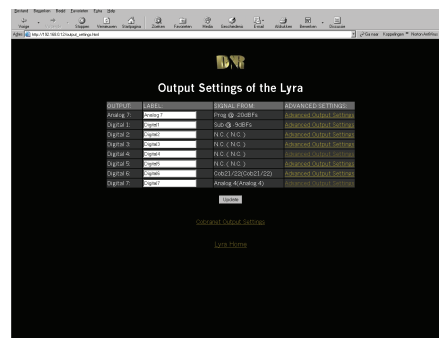 Bestand Bewerken Beeld Favorieten Extra Help
Vorige Stoppen Vernieuwen Startpagina Zoeken Favorieten Media Geschiedenis E-mail Afdrukken Bewerken Discussie
Adres http://192.168.0.12/output_settings.html Ga naar Koppelingen Norton AntiVirus
DNR
Output Settings of the Lyra
OUTPUT: LABEL: SIGNAL FROM: ADVANCED SETTINGS:
Analog 7: Analog 7 Prog @ -20dBFs Advanced Output Settings
Digital 1: Digital1 Sub @ -9dBFs Advanced Output Settings
Digital 2: Digital2 N.C. ( N.C. ) Advanced Output Settings
Digital 3: Digital3 N.C. ( N.C. ) Advanced Output Settings
Digital 4: Digital4 N.C. ( N.C. ) Advanced Output Settings
Digital 5: Digital5 N.C. ( N.C. ) Advanced Output Settings
Digital 6: Digital6 Cob21/22(Cob21/22) Advanced Output Settings
Digital 7: Digital7 Analog 4(Analog 4) Advanced Output Settings
Update
Cobranet Output Settings
Lyra Home